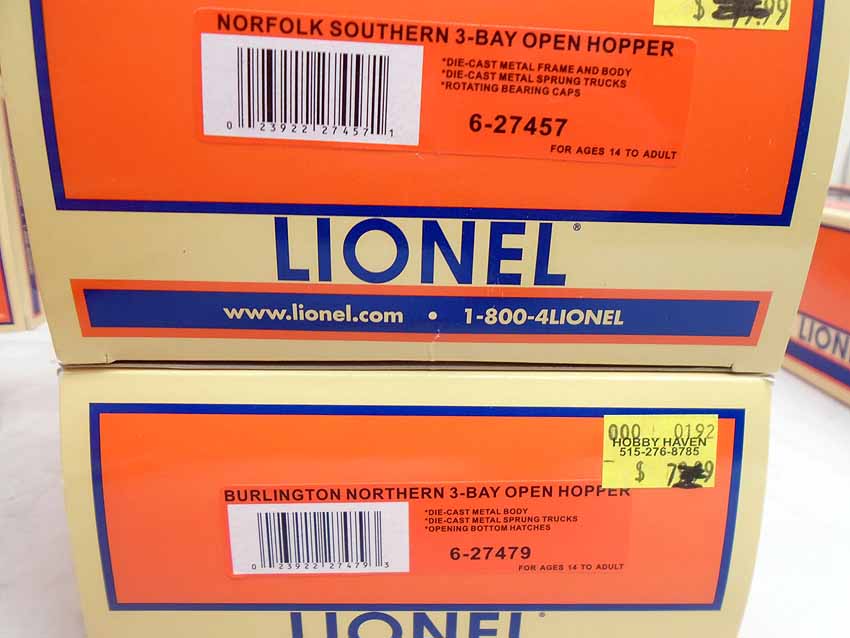 NORFOLK SOUTHERN 3-BAY OPEN HOPPER
*DIE-CAST METAL FRAME AND BODY
*DIE-CAST METAL SPRUNG TRUCKS
*ROTATING BEARING CAPS
0 23922 27457 1
6-27457
FOR AGES 14 TO ADULT
LIONEL®
www.lionel.com • 1-800-4LIONEL
000 0192
HOBBY HAVEN
515-276-8785
$
BURLINGTON NORTHERN 3-BAY OPEN HOPPER
*DIE-CAST METAL BODY
*DIE-CAST METAL SPRUNG TRUCKS
*OPENING BOTTOM HATCHES
0 23922 27479 3
6-27479
FOR AGES 14 TO ADULT
LIONEL
LIONEL